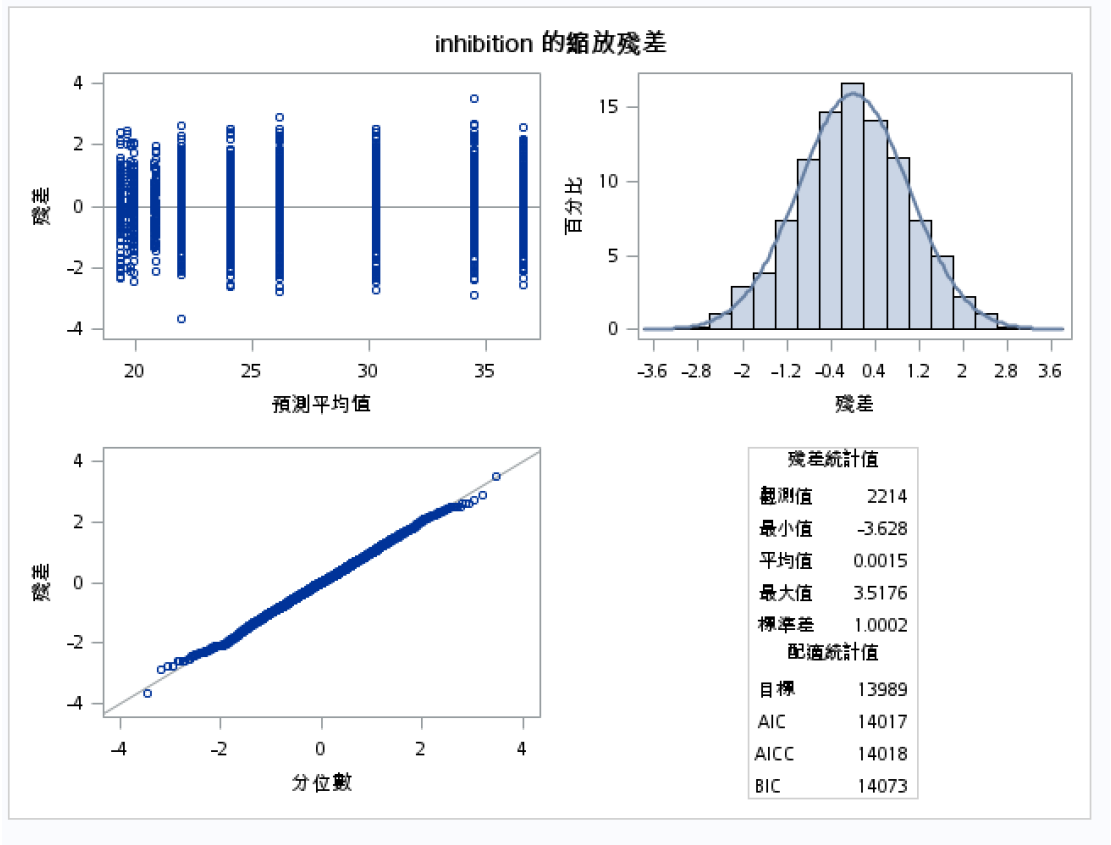 inhibition 的縮放殘差
4
2
0
-2
-4
殘差
20 25 30 35
預測平均值
15
10
5
0
百分比
-3.6 -2.8 -2 -1.2 -0.4 0.4 1.2 2 2.8 3.6
殘差
4
2
0
-2
-4
殘差
-4 -2 0 2 4
分位數
殘差統計值
觀測值 2214
最小值 -3.628
平均值 0.0015
最大值 3.5176
標準差 1.0002
配適統計值
目標 13989
AIC 14017
AICC 14018
BIC 14073